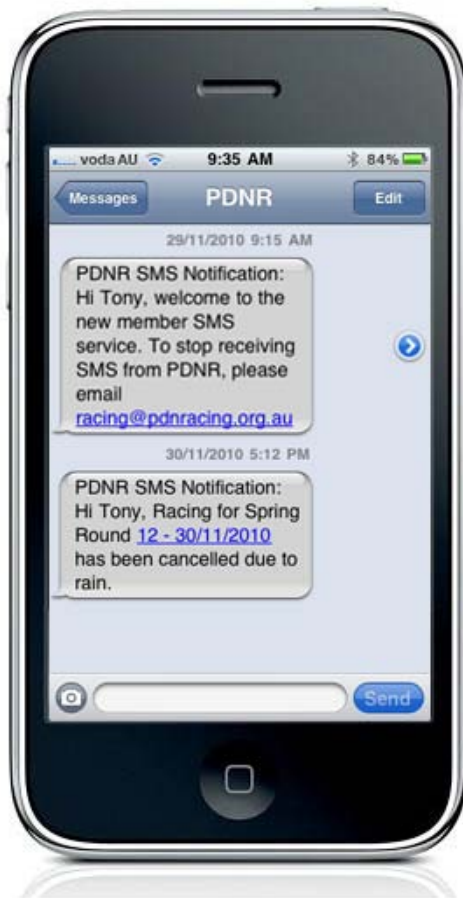 voda AU 9:35 AM 84%
Messages PDNR Edit
29/11/2010 9:15 AM
PDNR SMS Notification:
Hi Tony, welcome to the
new member SMS
service. To stop receiving
SMS from PDNR, please
email
racing@pdnracing.org.au
30/11/2010 5:12 PM
PDNR SMS Notification:
Hi Tony, Racing for Spring
Round 12 - 30/11/2010
has been cancelled due to
rain.
Send